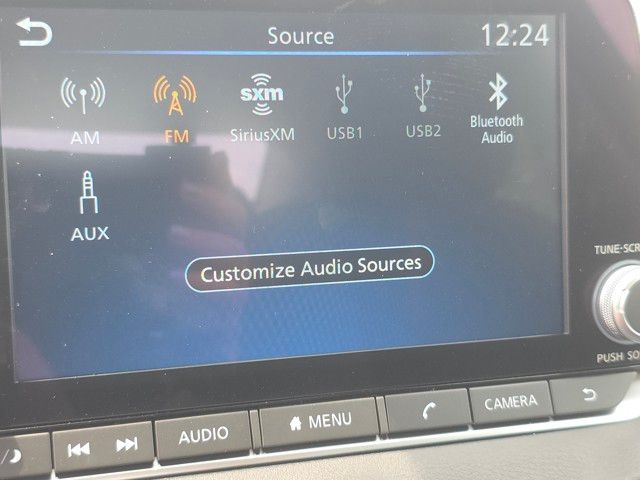 Source
12:24
AM
FM
sxm
SiriusXM
USB1
USB2
Bluetooth
Audio
AUX
Customize Audio Sources
TUNE·SCR
PUSH SO
AUDIO
MENU
CAMERA